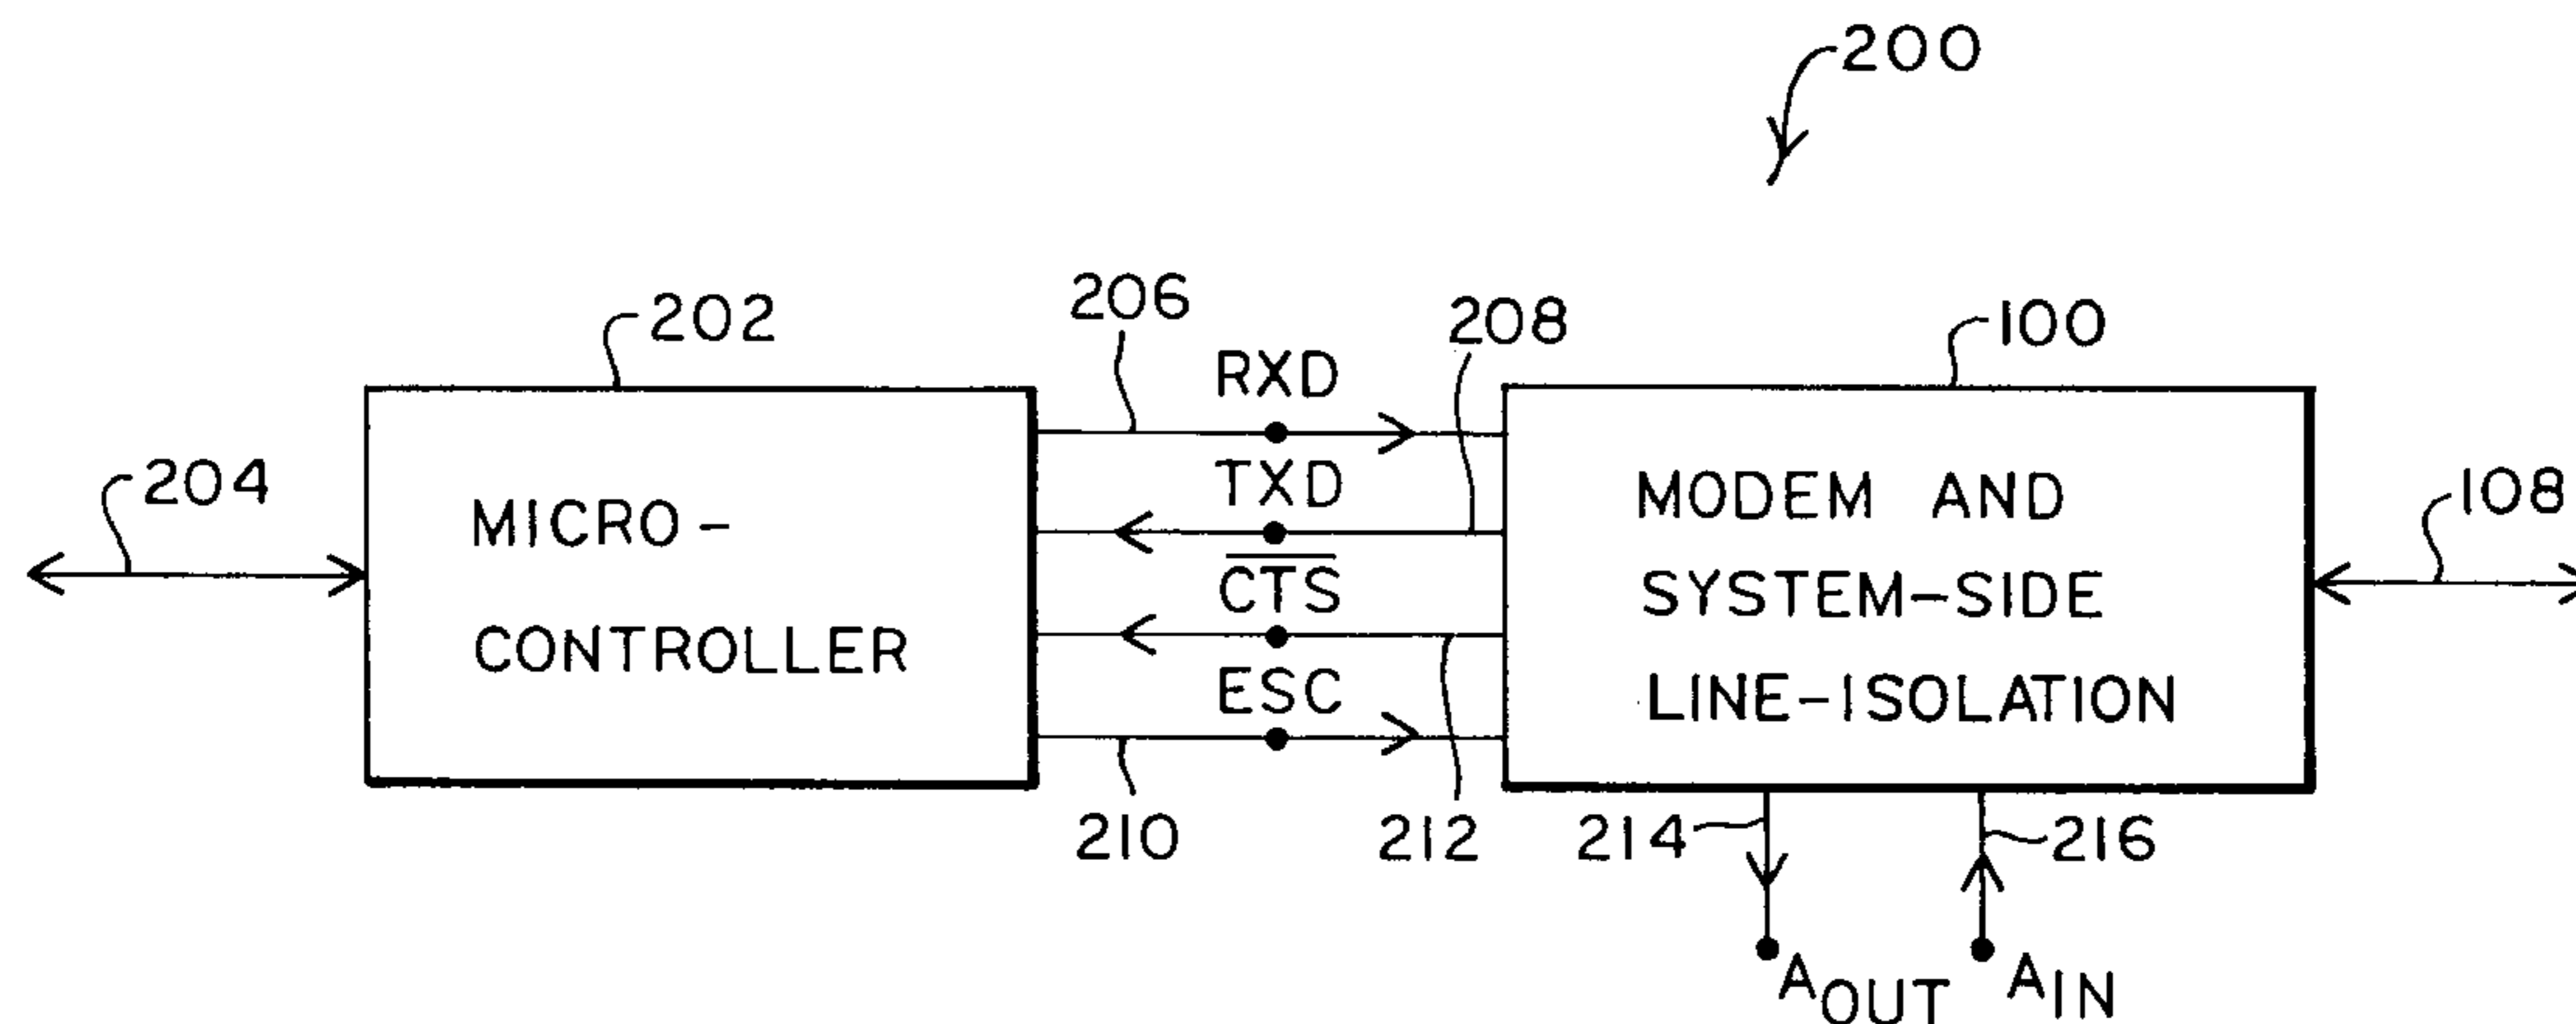 200
202
206
208
100
RXD
204
TXD
108
MICRO-
CONTROLLER
C̅T̅S̅
ESC
MODEM AND
SYSTEM-SIDE
LINE-ISOLATION
210
212
214
216
AOUT
AIN